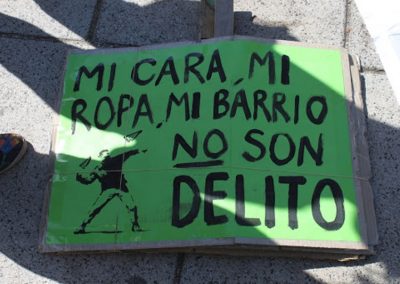 MI CARA, MI
ROPA, MI BARRIO
NO SON
DELITO